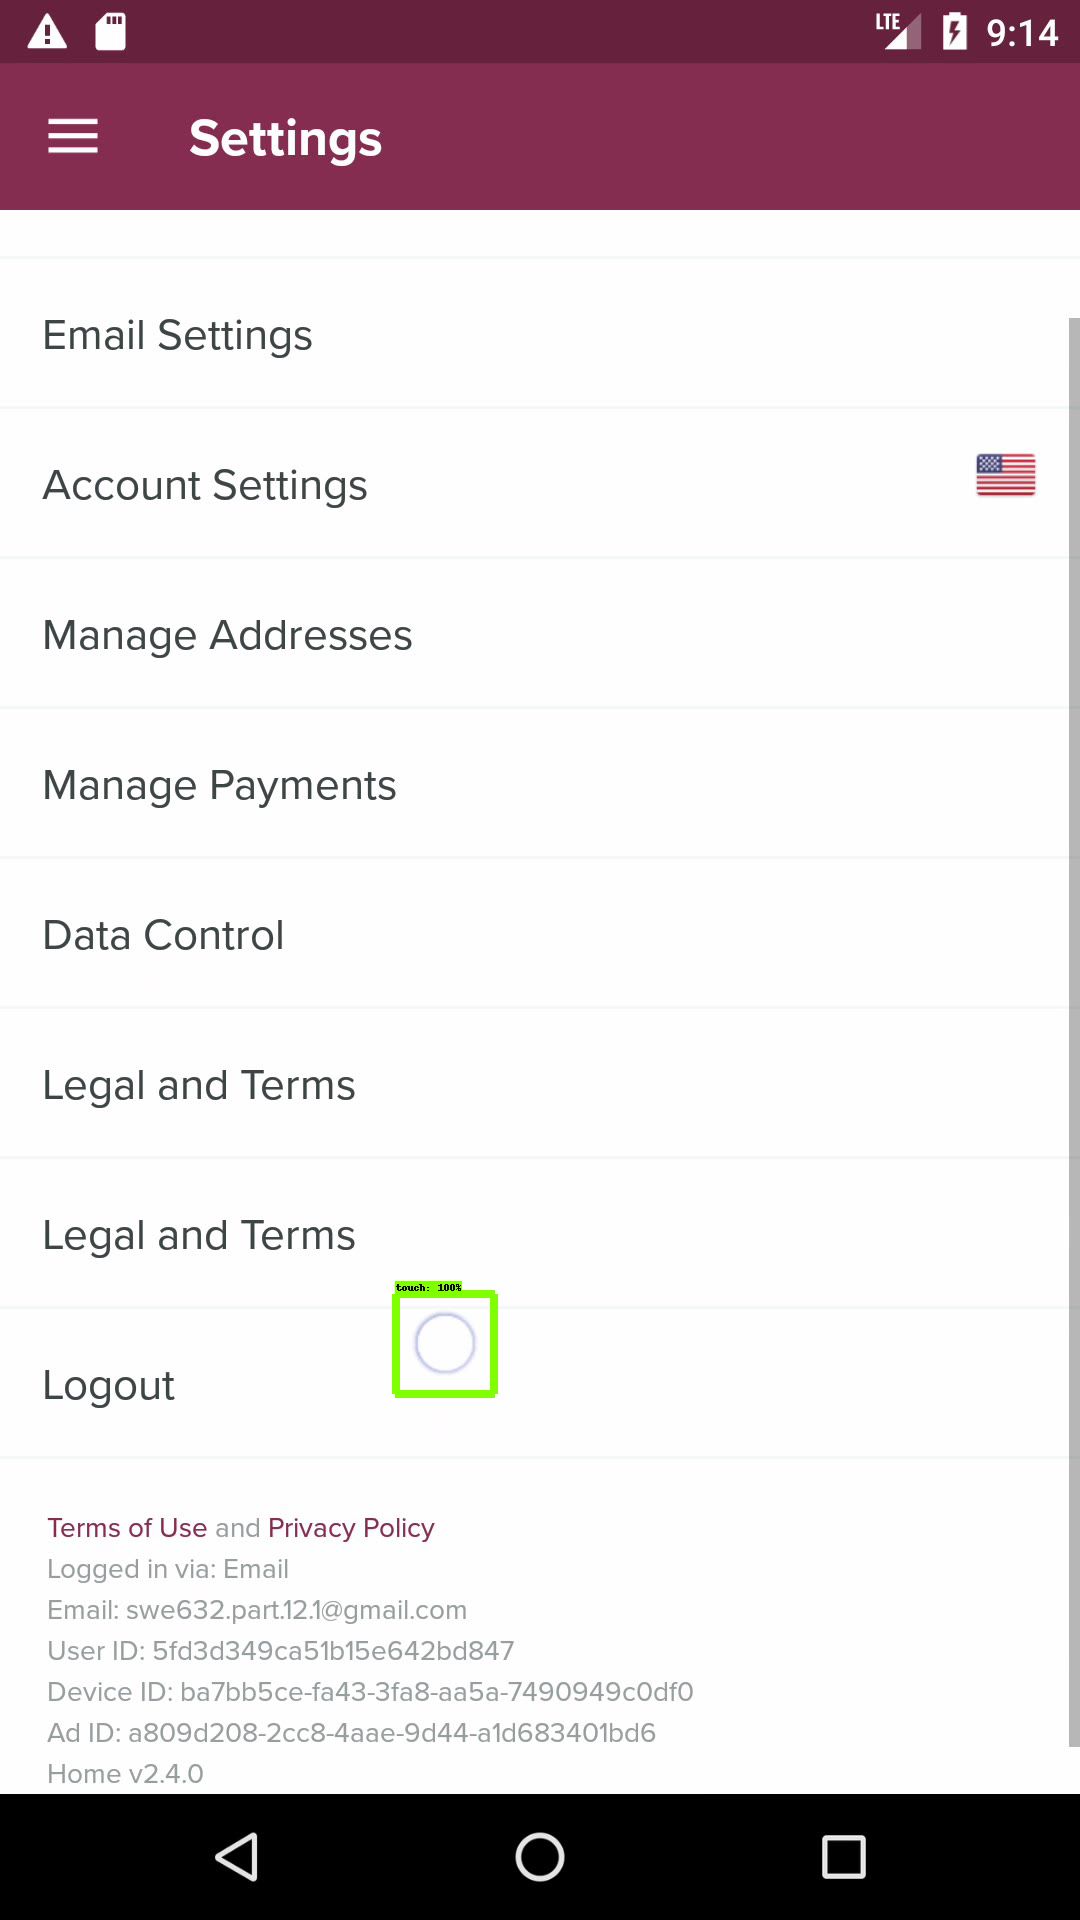 LTE 9:14
Settings
Email Settings
Account Settings
Manage Addresses
Manage Payments
Data Control
Legal and Terms
Legal and Terms
touch: 100%
Logout
Terms of Use and Privacy Policy
Logged in via: Email
Email: swe632.part.12.1@gmail.com
User ID: 5fd3d349ca51b15e642bd847
Device ID: ba7bb5ce-fa43-3fa8-aa5a-7490949c0df0
Ad ID: a809d208-2cc8-4aae-9d44-a1d683401bd6
Home v2.4.0